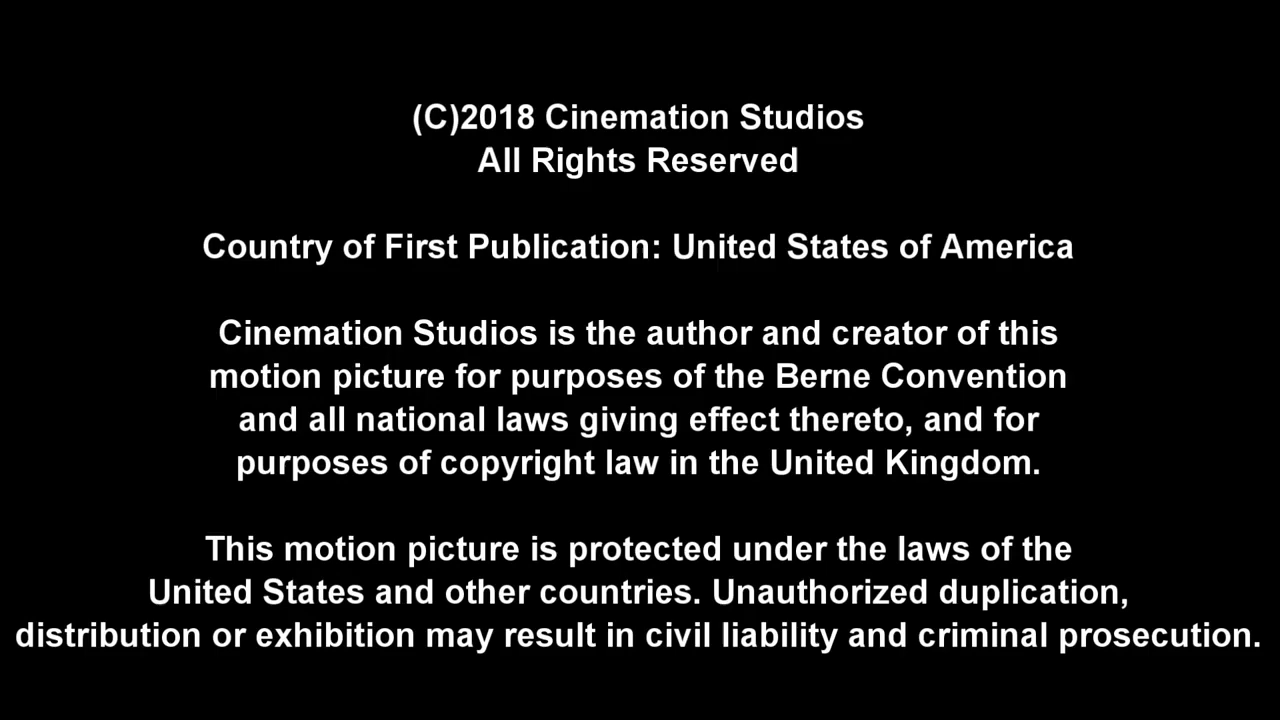 (C)2018 Cinemation Studios
All Rights Reserved
Country of First Publication: United States of America
Cinemation Studios is the author and creator of this
motion picture for purposes of the Berne Convention
and all national laws giving effect thereto, and for
purposes of copyright law in the United Kingdom.
This motion picture is protected under the laws of the
United States and other countries. Unauthorized duplication,
distribution or exhibition may result in civil liability and criminal prosecution.